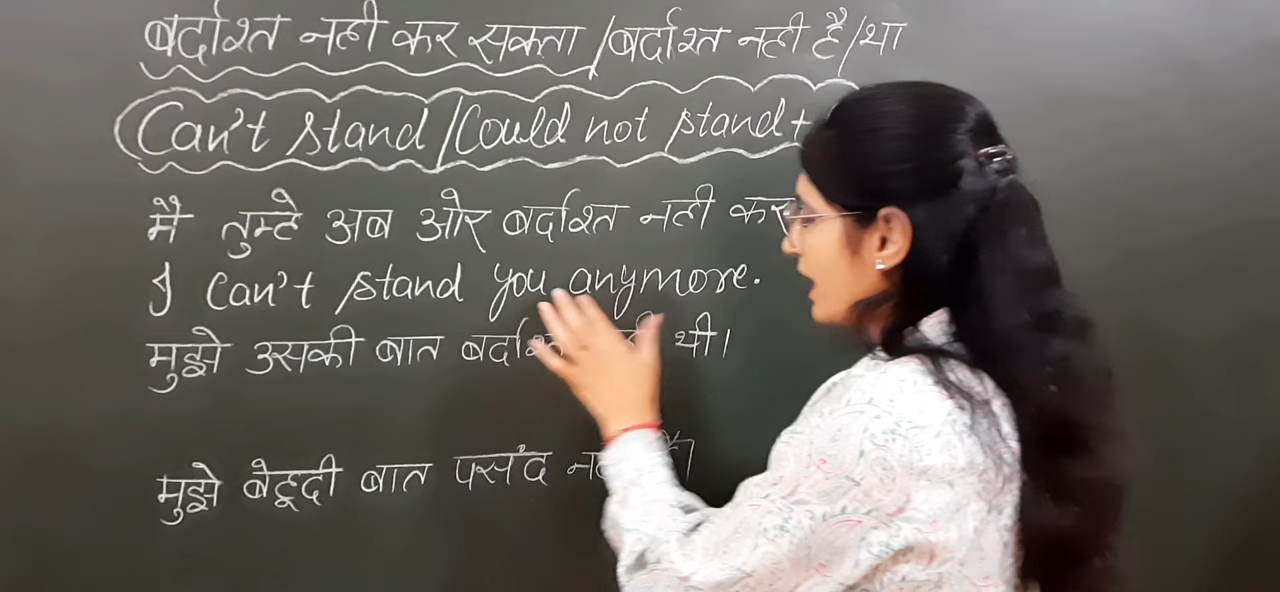 बर्दाश्त नही कर सकता /बर्दाश्त नही है/था
Can't stand/Could not stand +
मै तुम्हे अब ओर बर्दाश्त नही कर
I can't stand you anymore.
मुझे उसकी बात बर्दाश्त थी।
मुझे बेहूदी बात पसंद